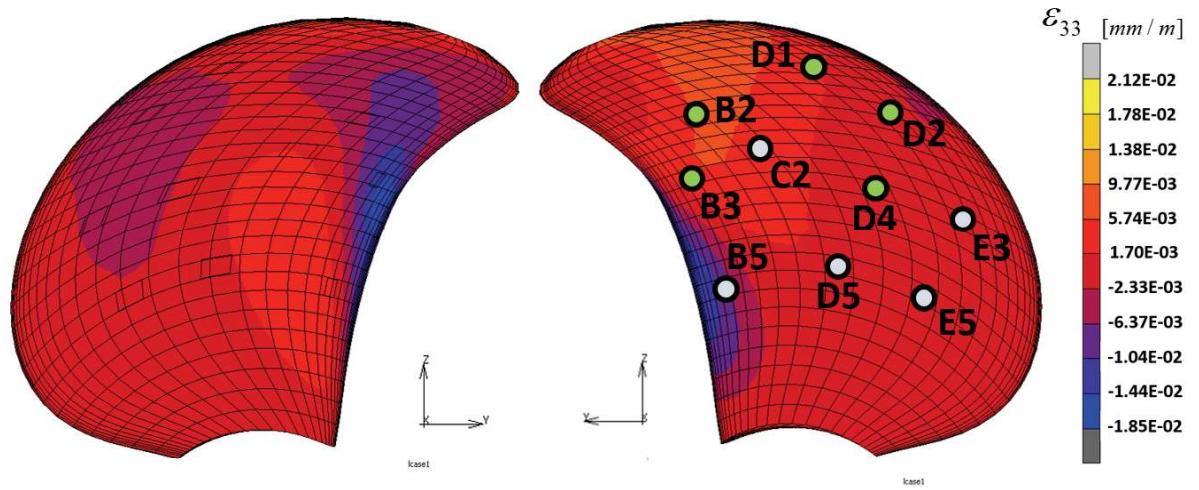 ε33 [mm / m]
D1
B2
D2
C2
B3
D4
E3
B5
D5
E5
2.12E-02
1.78E-02
1.38E-02
9.77E-03
5.74E-03
1.70E-03
-2.33E-03
-6.37E-03
-1.04E-02
-1.44E-02
-1.85E-02
Z
X Y
lcase1
Z
Y X
lcase1